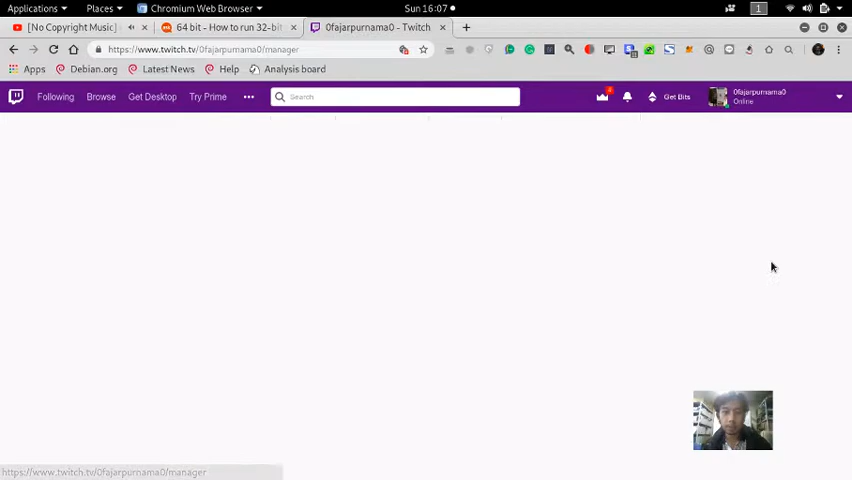 Applications Places Chromium Web Browser Sun 16:07 1
[No Copyright Music] 64 bit - How to run 32-bit 0fajarpurnama0 - Twitch
https://www.twitch.tv/0fajarpurnama0/manager
Apps Debian.org Latest News Help Analysis board
Following Browse Get Desktop Try Prime Search Get Bits 0fajarpurnama0
Online
https://www.twitch.tv/0fajarpurnama0/manager